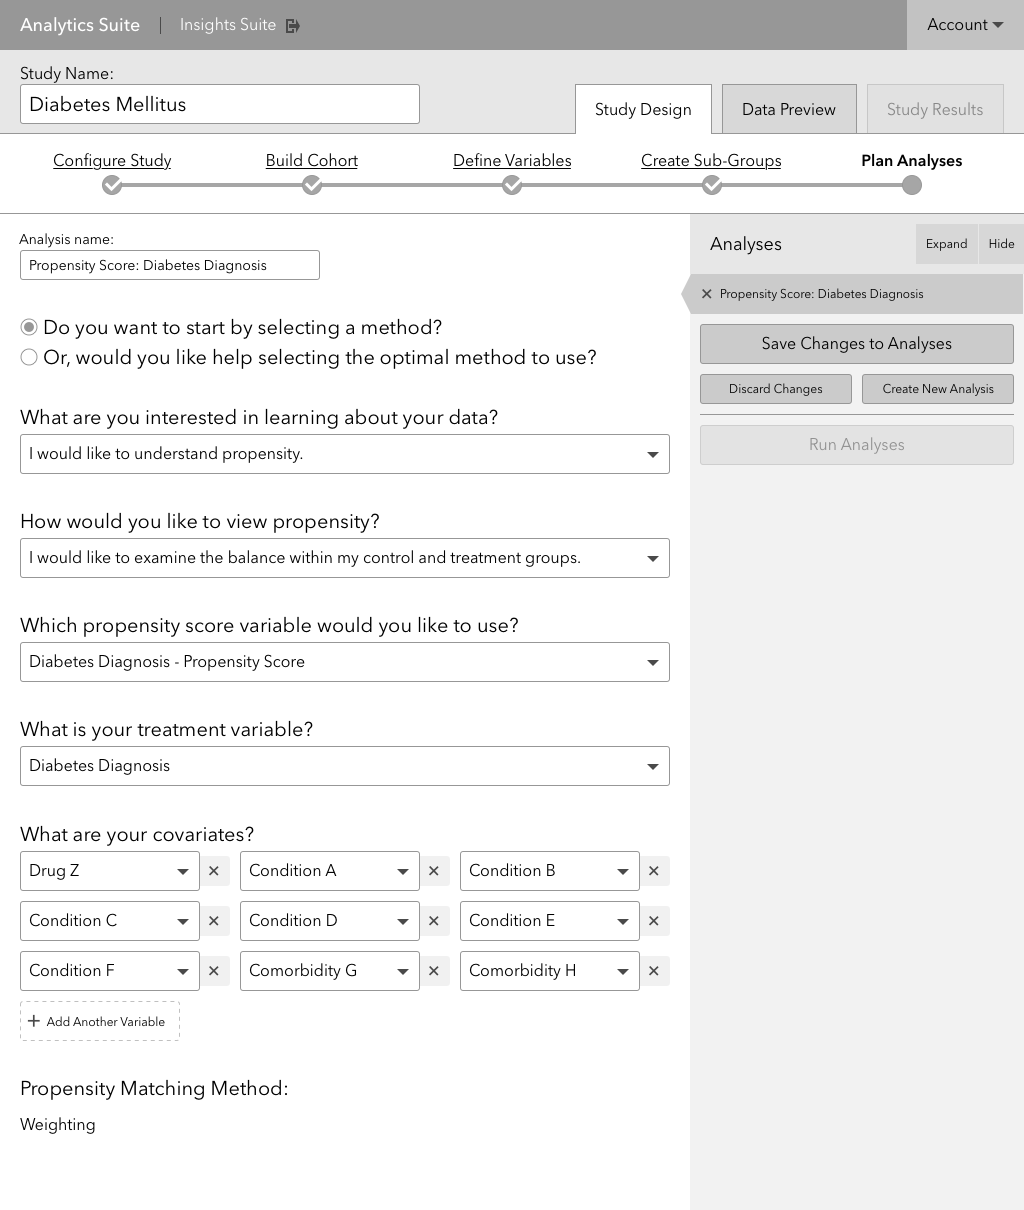 Analytics Suite | Insights Suite
Account
Study Name:
Diabetes Mellitus
Study Design
Data Preview
Study Results
Configure Study
Build Cohort
Define Variables
Create Sub-Groups
Plan Analyses
Analysis name:
Propensity Score: Diabetes Diagnosis
Do you want to start by selecting a method?
Or, would you like help selecting the optimal method to use?
What are you interested in learning about your data?
I would like to understand propensity.
How would you like to view propensity?
I would like to examine the balance within my control and treatment groups.
Which propensity score variable would you like to use?
Diabetes Diagnosis - Propensity Score
What is your treatment variable?
Diabetes Diagnosis
What are your covariates?
Drug Z
Condition A
Condition B
Condition C
Condition D
Condition E
Condition F
Comorbidity G
Comorbidity H
Add Another Variable
Propensity Matching Method:
Weighting
Analyses
Expand
Hide
Propensity Score: Diabetes Diagnosis
Save Changes to Analyses
Discard Changes
Create New Analysis
Run Analyses